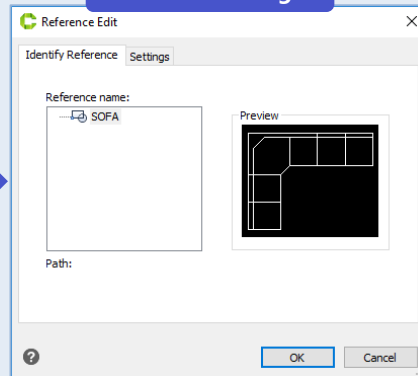 Reference Edit
Identify Reference Settings
Reference name:
SOFA
Preview
Path:
OK Cancel